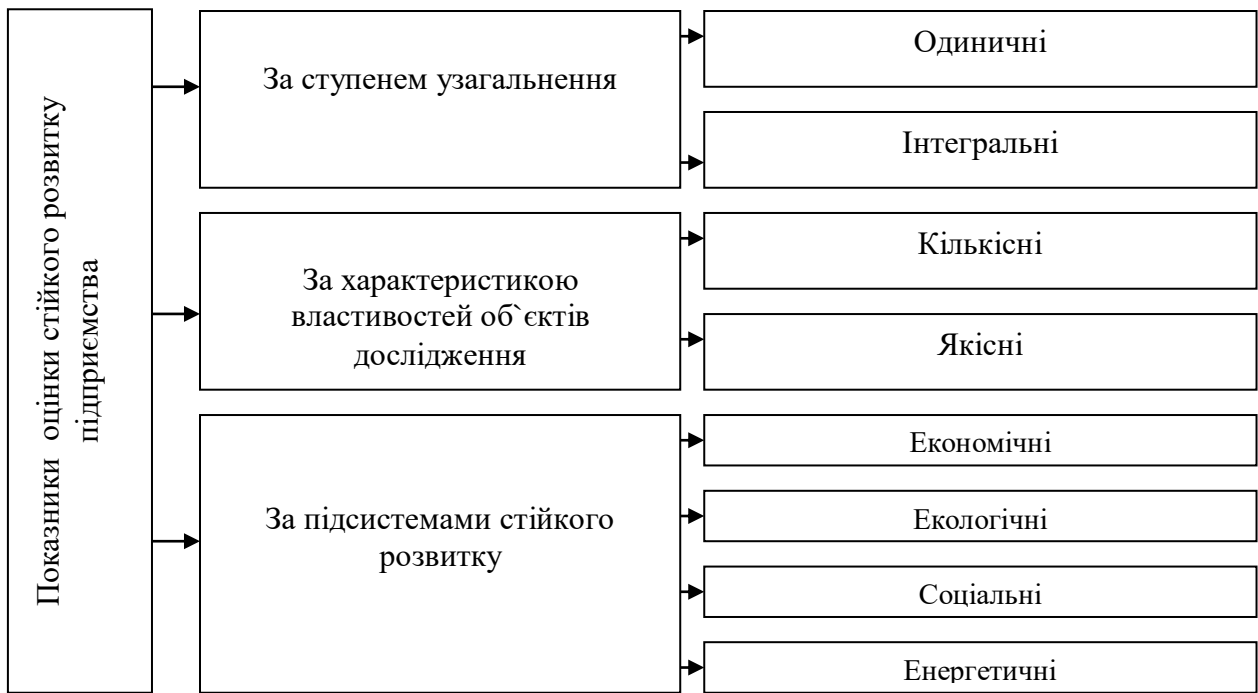 Показники оцінки стійкого розвитку
підприємства
За ступенем узагальнення
Одиничні
Інтегральні
За характеристикою
властивостей об`єктів
дослідження
Кількісні
Якісні
За підсистемами стійкого
розвитку
Економічні
Екологічні
Соціальні
Енергетичні